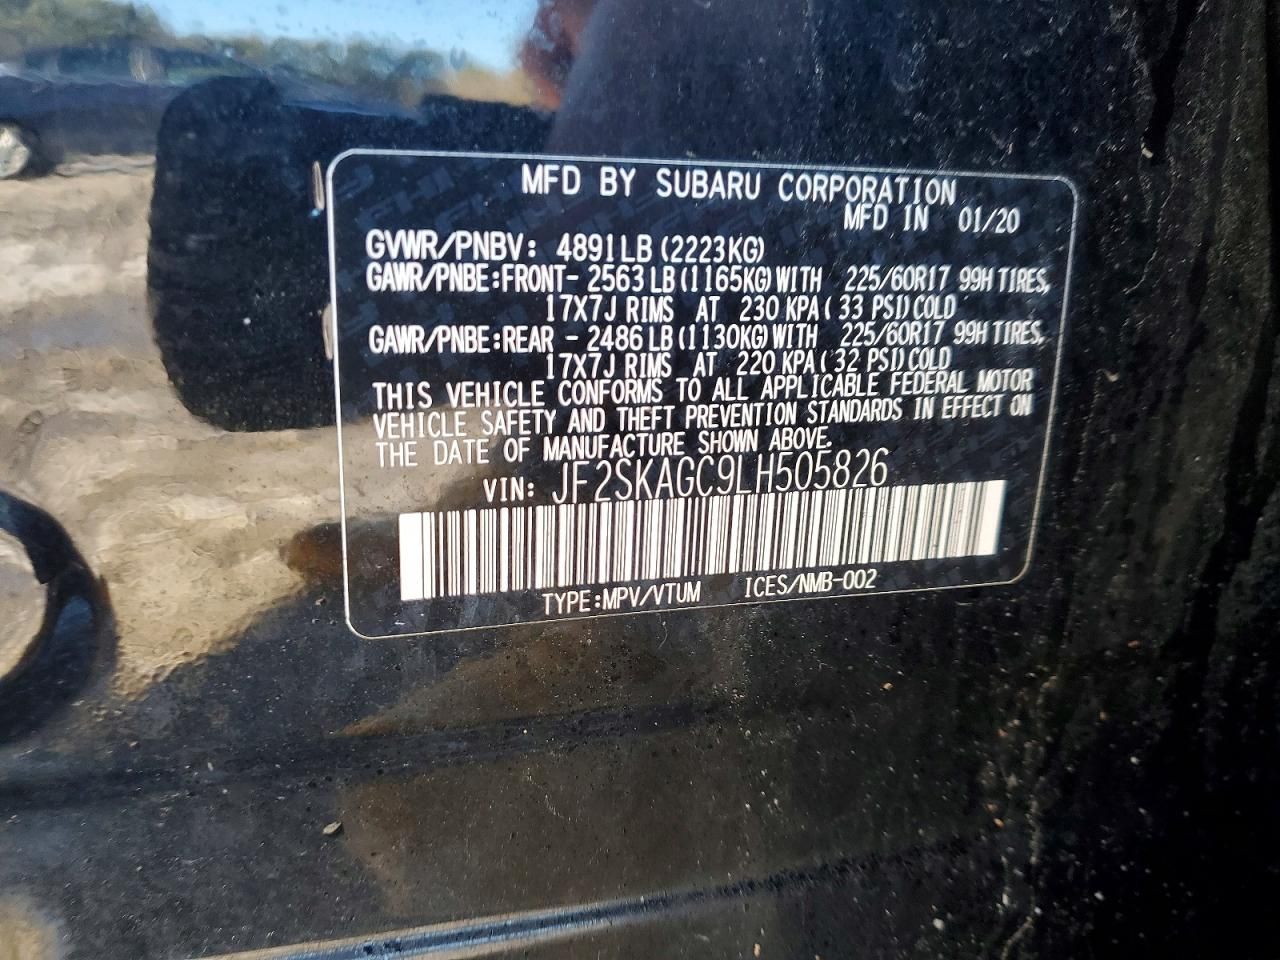 MFD BY SUBARU CORPORATION
MFD IN 01/20
GVWR/PNBV: 4891LB (2223KG)
GAWR/PNBE:FRONT- 2563 LB (1165KG) WITH 225/60R17 99H TIRES,
17X7J RIMS AT 230 KPA ( 33 PSI) COLD
GAWR/PNBE:REAR - 2486 LB (1130KG) WITH 225/60R17 99H TIRES,
17X7J RIMS AT 220 KPA ( 32 PSI) COLD
THIS VEHICLE CONFORMS TO ALL APPLICABLE FEDERAL MOTOR
VEHICLE SAFETY AND THEFT PREVENTION STANDARDS IN EFFECT ON
THE DATE OF MANUFACTURE SHOWN ABOVE.
VIN: JF2SKAGC9LH505826
TYPE:MPV/VTUM ICES/NMB-002